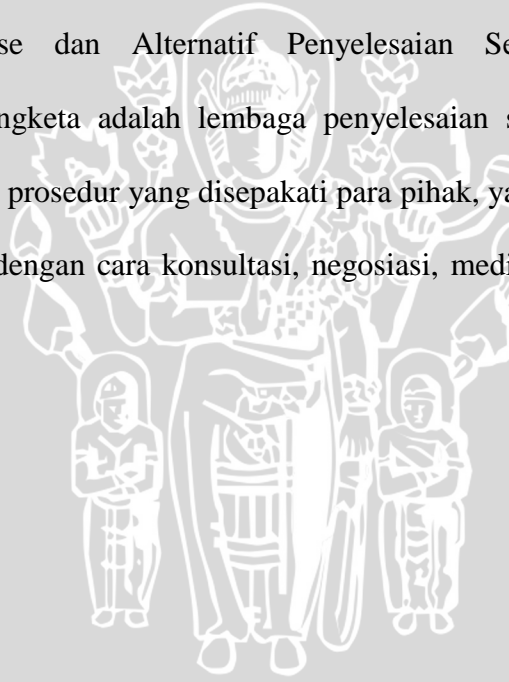 se dan Alternatif Penyelesaian Se
ngketa adalah lembaga penyelesaian s
prosedur yang disepakati para pihak, ya
dengan cara konsultasi, negosiasi, medi